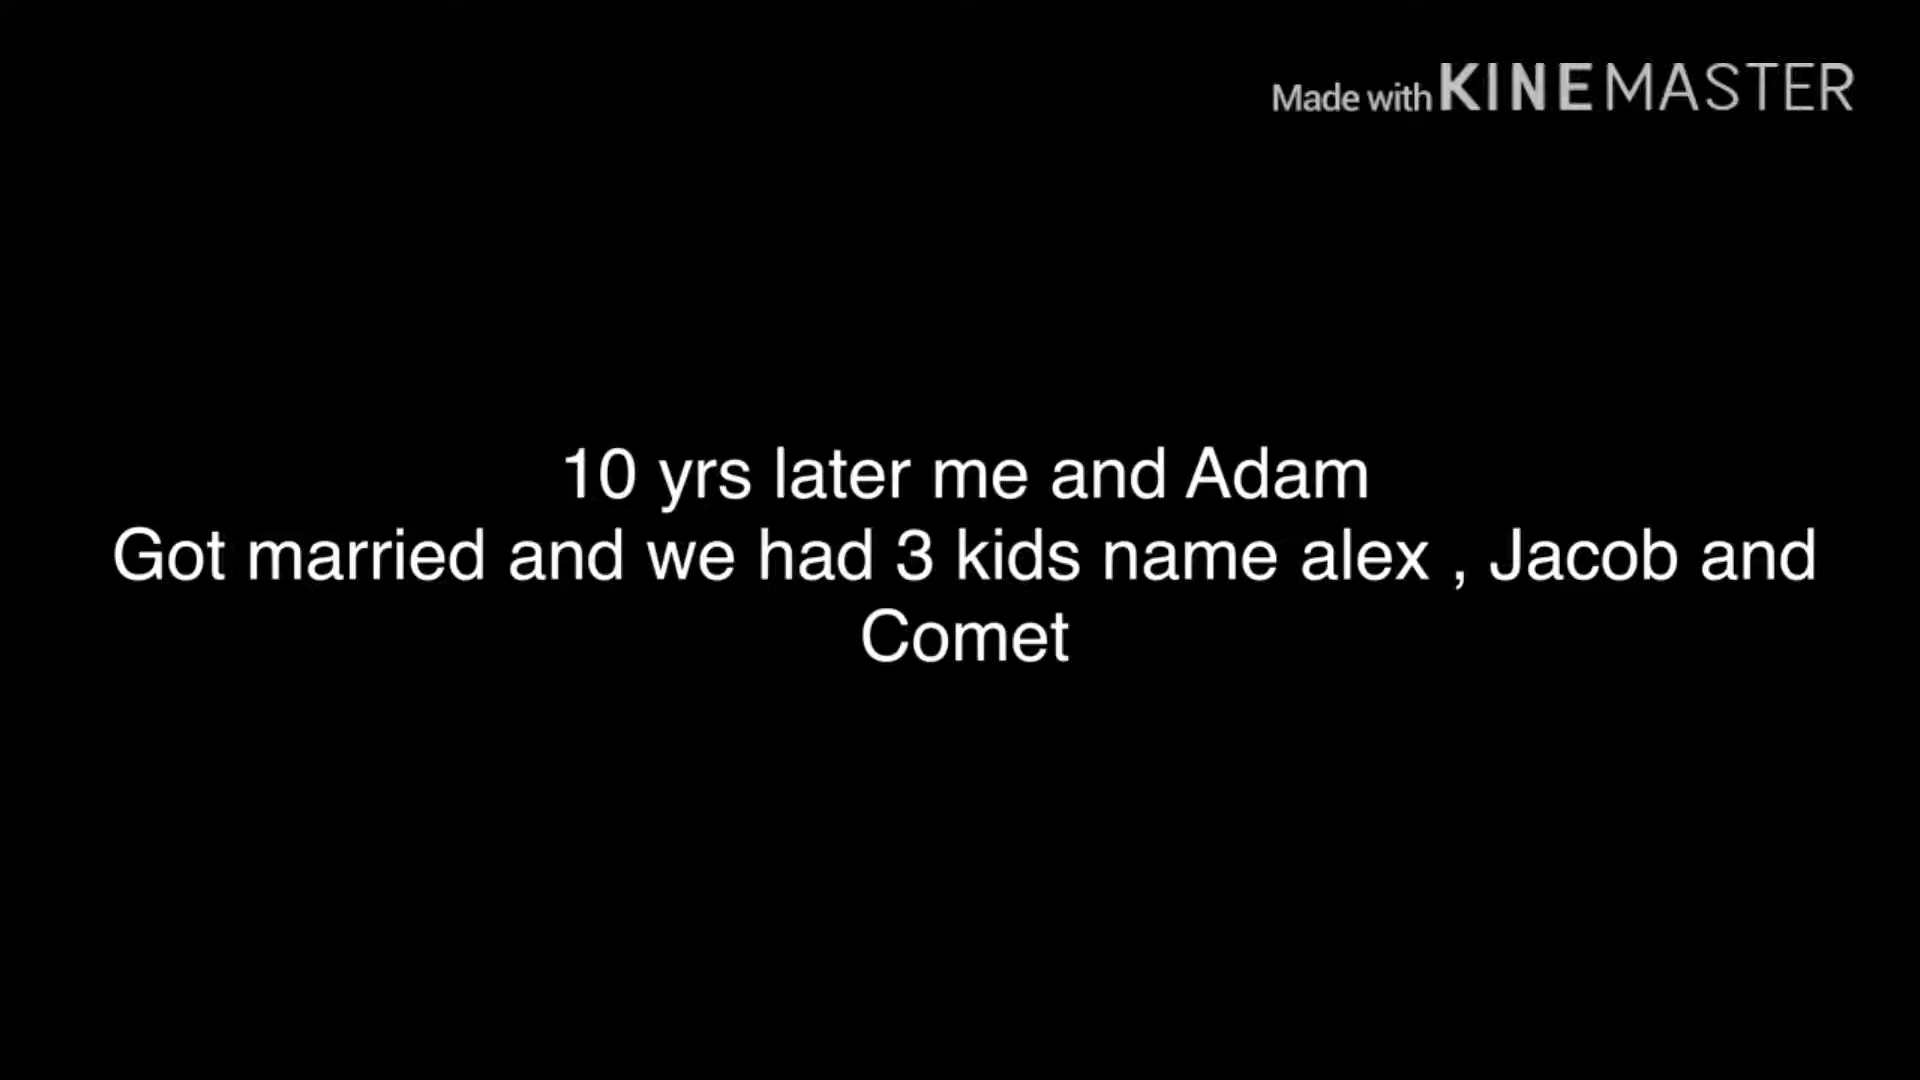 Made with KINEMASTER
10 yrs later me and Adam
Got married and we had 3 kids name alex , Jacob and
Comet